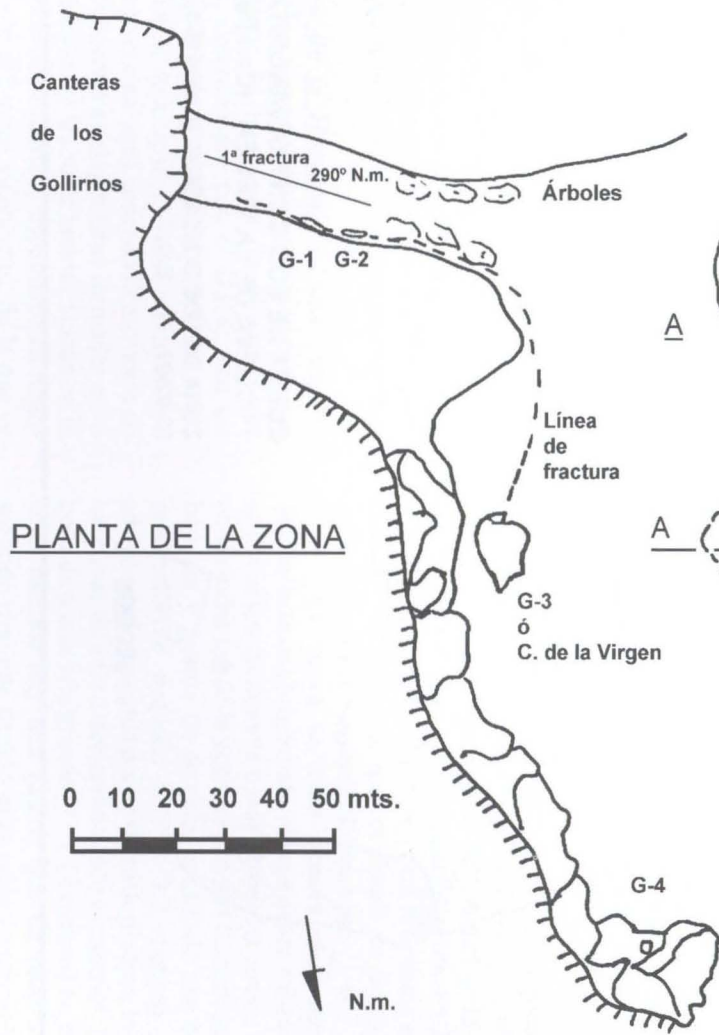 Canteras
de los
Gollirnos
1ª fractura
290º N.m.
Árboles
G-1 G-2
A
Línea
de
fractura
PLANTA DE LA ZONA
A
G-3
ó
C. de la Virgen
0 10 20 30 40 50 mts.
G-4
N.m.